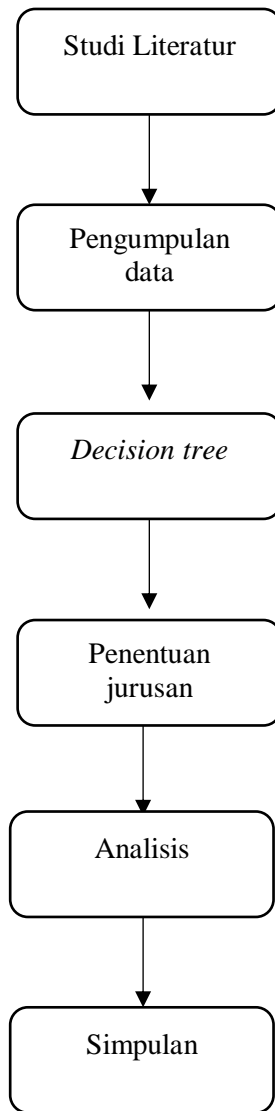 Studi Literatur
Pengumpulan
data
Decision tree
Penentuan
jurusan
Analisis
Simpulan